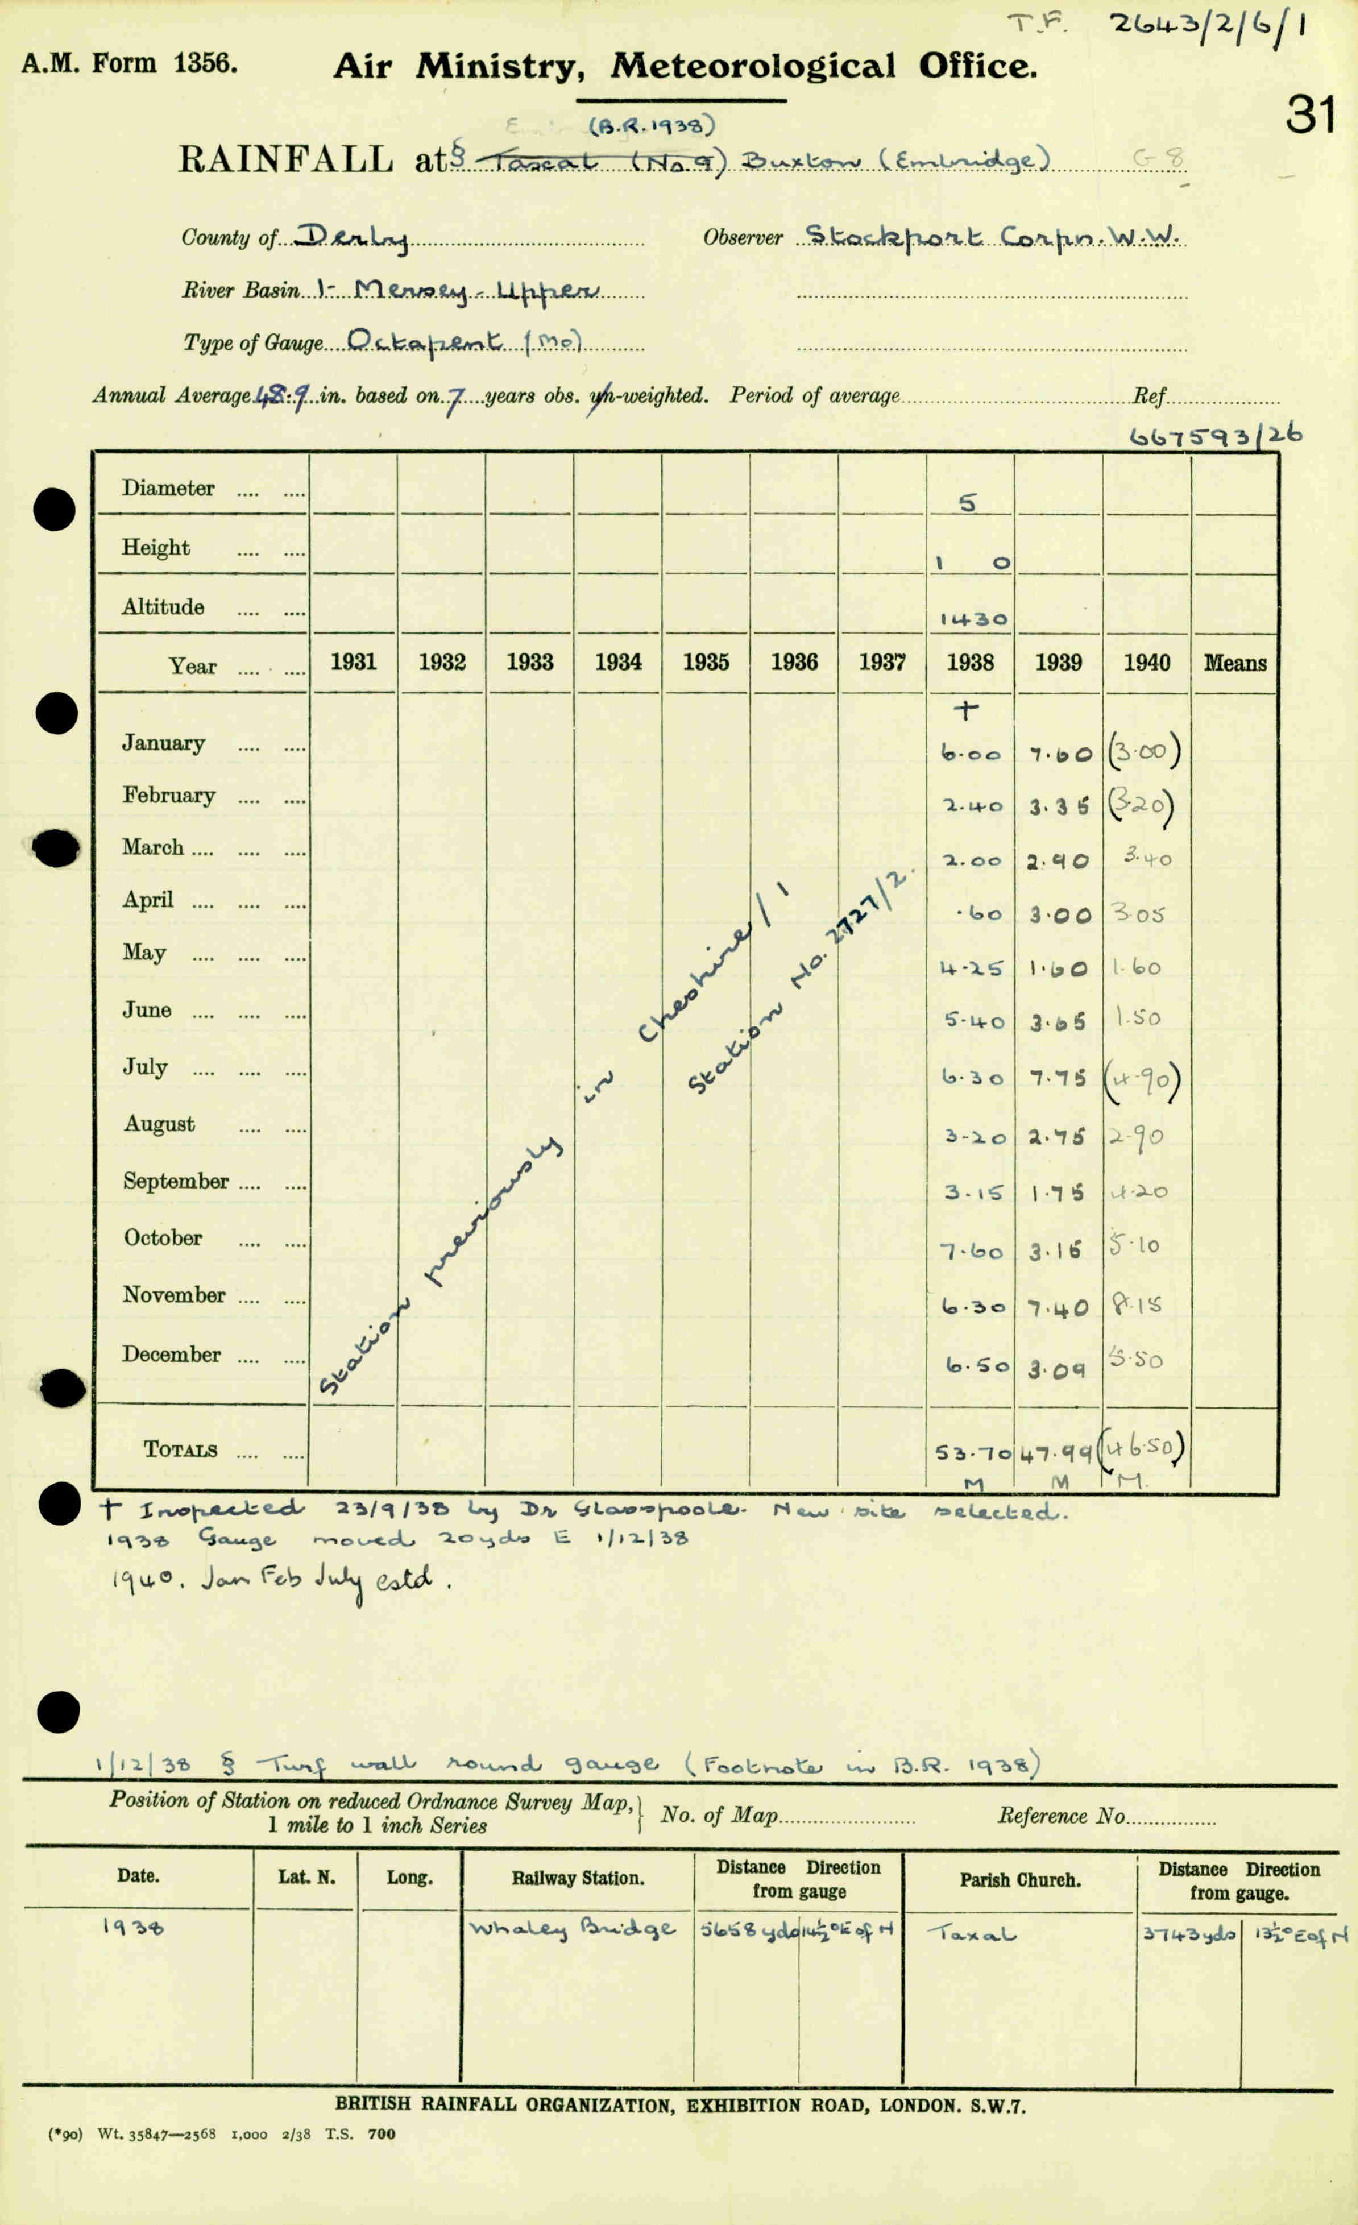 T.F. 2643/2/6/1
A.M. Form 1356. Air Ministry, Meteorological Office.
31
(B.R. 1938)
RAINFALL at § Taxal (No. 9) Buxton (Embridge) G 8
County of Derby Observer Stockport Corpn. W.W.
River Basin 1- Mersey - Upper
Type of Gauge Octapent (Mo)
Annual Average 48.9 in. based on 7 years obs. un-weighted. Period of average Ref.
667593/26
Diameter .... .... 5
Height .... .... 1 0
Altitude .... .... 1430
Year .... .... 1931 1932 1933 1934 1935 1936 1937 1938 1939 1940 Means
†
January .... .... 6.00 7.60 (3.00)
February .... .... 2.40 3.35 (3.20)
March .... .... .... 2.00 2.90 3.40
April .... .... .... .60 3.00 3.05
May .... .... .... 4.25 1.60 1.60
June .... .... .... 5.40 3.65 1.50
July .... .... .... 6.30 7.75 (4.90)
August .... .... 3.20 2.75 2.90
September .... .... 3.15 1.75 4.20
October .... .... 7.60 3.15 5.10
November .... .... 6.30 7.40 8.15
December .... .... 6.50 3.09 5.50
Station previously in Cheshire / 1
Station No. 2727/2.
TOTALS .... .... 53.70 47.99 (46.50)
M M M
† Inspected 23/9/38 by Dr Glasspoole. New site selected.
1938 Gauge moved 20yds E 1/12/38
1940. Jan Feb July estd.
1/12/38 § Turf wall round gauge (Footnote in B.R. 1938)
Position of Station on reduced Ordnance Survey Map, 1 mile to 1 inch Series } No. of Map Reference No.
Date. Lat. N. Long. Railway Station. Distance Direction from gauge Parish Church. Distance Direction from gauge.
1938 Whaley Bridge 5658 yds 14½° E of N Taxal 3743 yds 13½° E of N
BRITISH RAINFALL ORGANIZATION, EXHIBITION ROAD, LONDON. S.W.7.
(*90) Wt. 35847—2568 1,000 2/38 T.S. 700